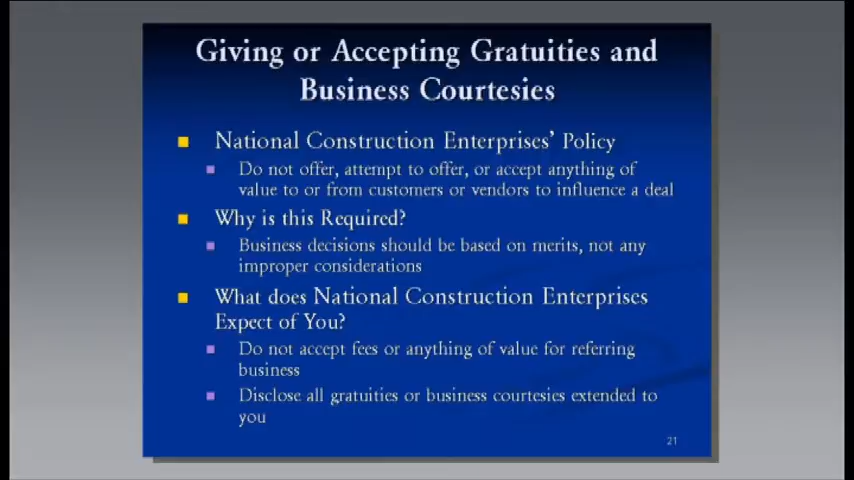 Giving or Accepting Gratuities and
Business Courtesies
National Construction Enterprises' Policy
Do not offer, attempt to offer, or accept anything of
value to or from customers or vendors to influence a deal
Why is this Required?
Business decisions should be based on merits, not any
improper considerations
What does National Construction Enterprises
Expect of You?
Do not accept fees or anything of value for referring
business
Disclose all gratuities or business courtesies extended to
you
21